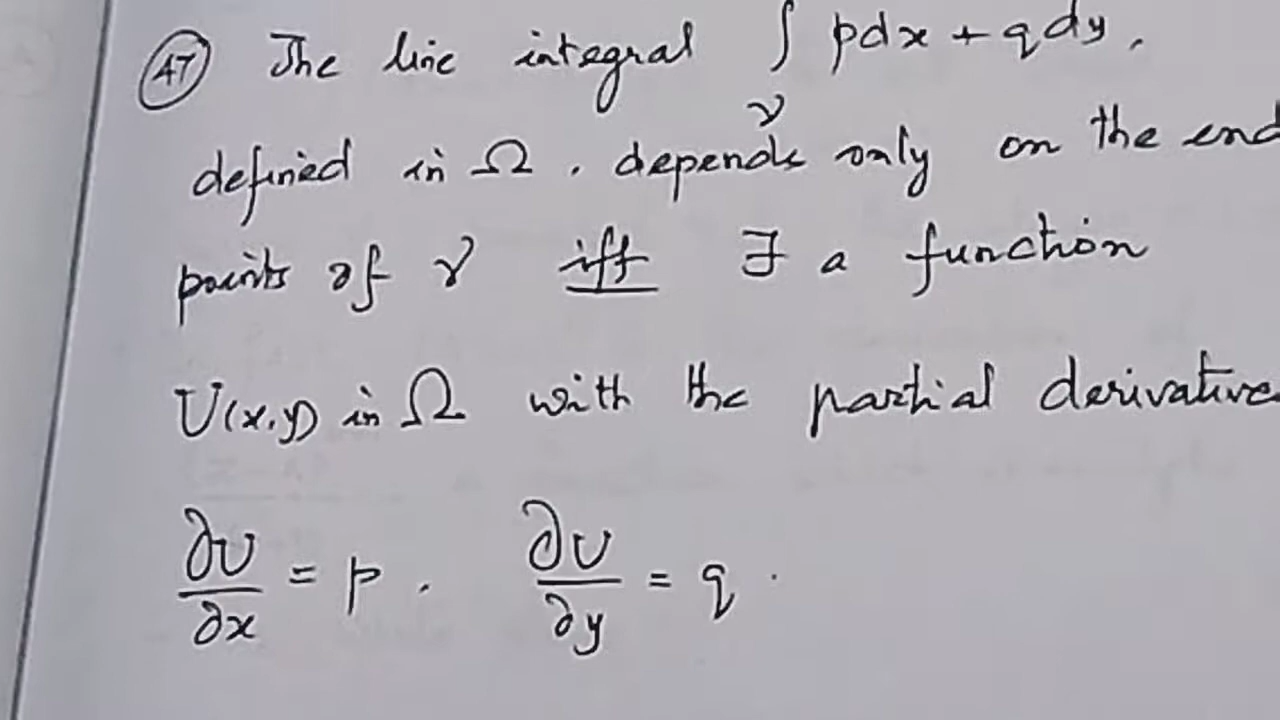 47 The line integral ∫γ pdx + qdy,
defined in Ω, depends only on the end
points of γ iff ∃ a function
U(x,y) in Ω with the partial derivative
∂U/∂x = p, ∂U/∂y = q.